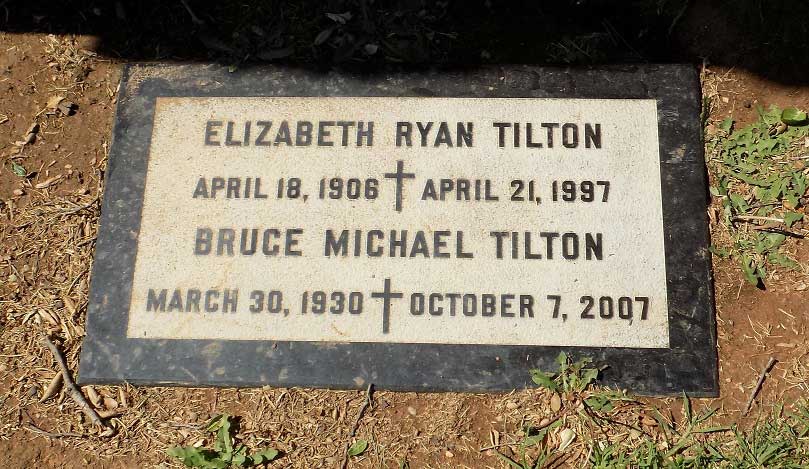 ELIZABETH RYAN TILTON
APRIL 18, 1906 † APRIL 21, 1997
BRUCE MICHAEL TILTON
MARCH 30, 1930 † OCTOBER 7, 2007